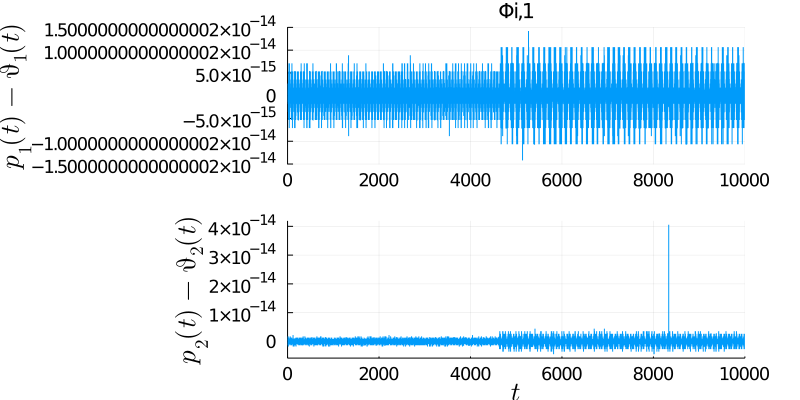 Φi,1
p₁(t) − ϑ₁(t)
1.5000000000000002×10⁻¹⁴
1.0000000000000002×10⁻¹⁴
5.0×10⁻¹⁵
0
−5.0×10⁻¹⁵
−1.0000000000000002×10⁻¹⁴
−1.5000000000000002×10⁻¹⁴
0 2000 4000 6000 8000 10000
p₂(t) − ϑ₂(t)
4×10⁻¹⁴
3×10⁻¹⁴
2×10⁻¹⁴
1×10⁻¹⁴
0
0 2000 4000 6000 8000 10000
t